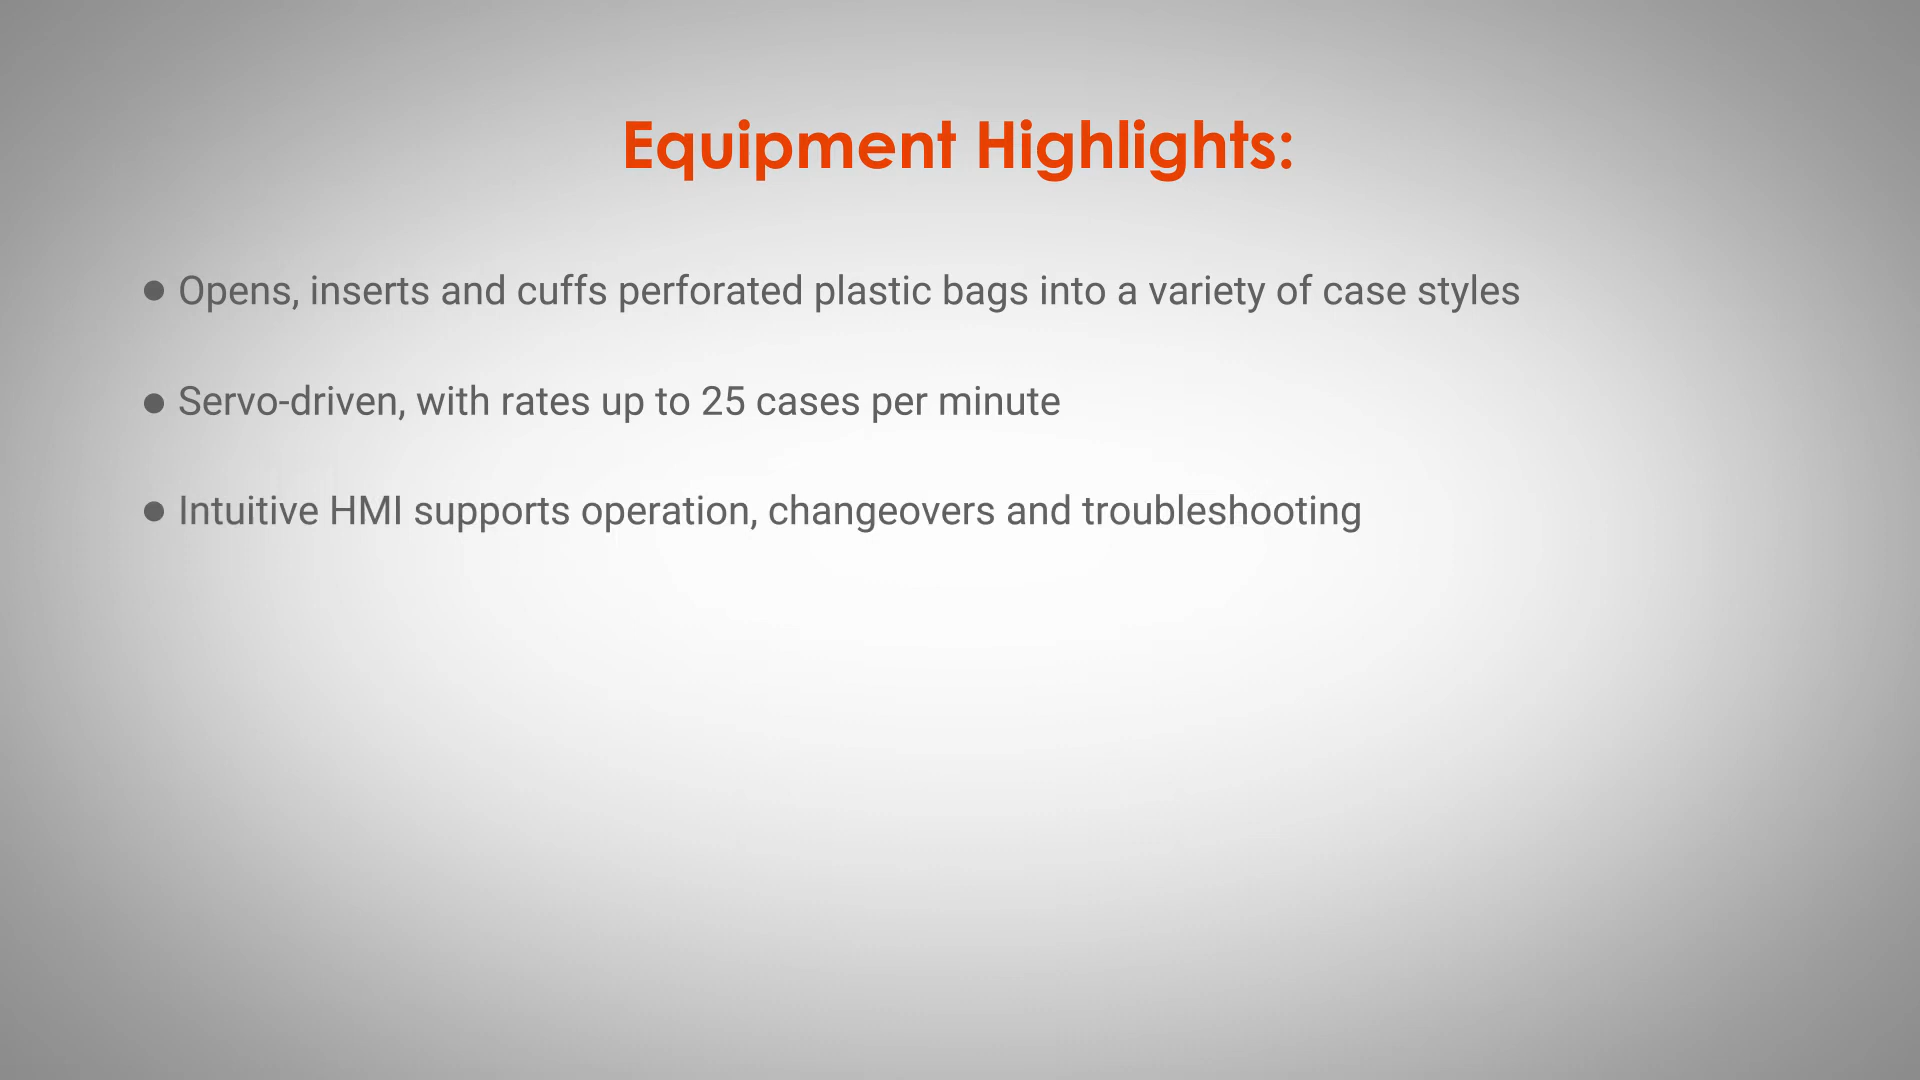 Equipment Highlights:
● Opens, inserts and cuffs perforated plastic bags into a variety of case styles
● Servo-driven, with rates up to 25 cases per minute
● Intuitive HMI supports operation, changeovers and troubleshooting